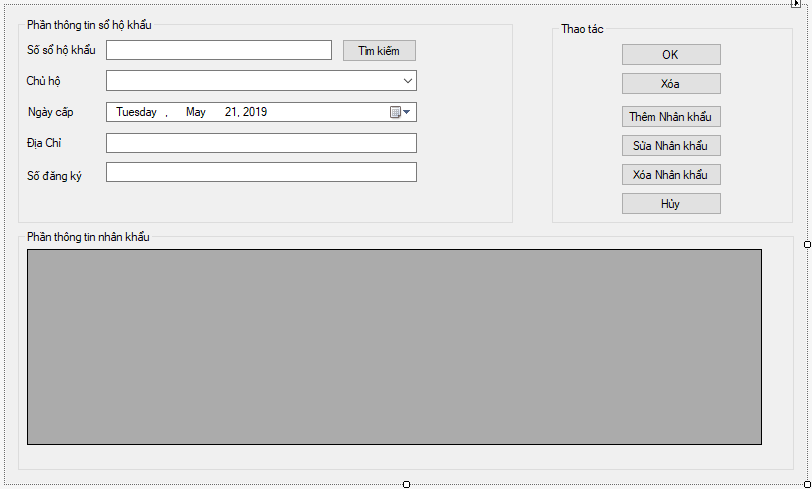 Phần thông tin sổ hộ khẩu
Số sổ hộ khẩu
Tìm kiếm
Chủ hộ
Ngày cấp
Tuesday , May 21, 2019
Địa Chỉ
Số đăng ký
Thao tác
OK
Xóa
Thêm Nhân khẩu
Sửa Nhân khẩu
Xóa Nhân khẩu
Hủy
Phần thông tin nhân khẩu